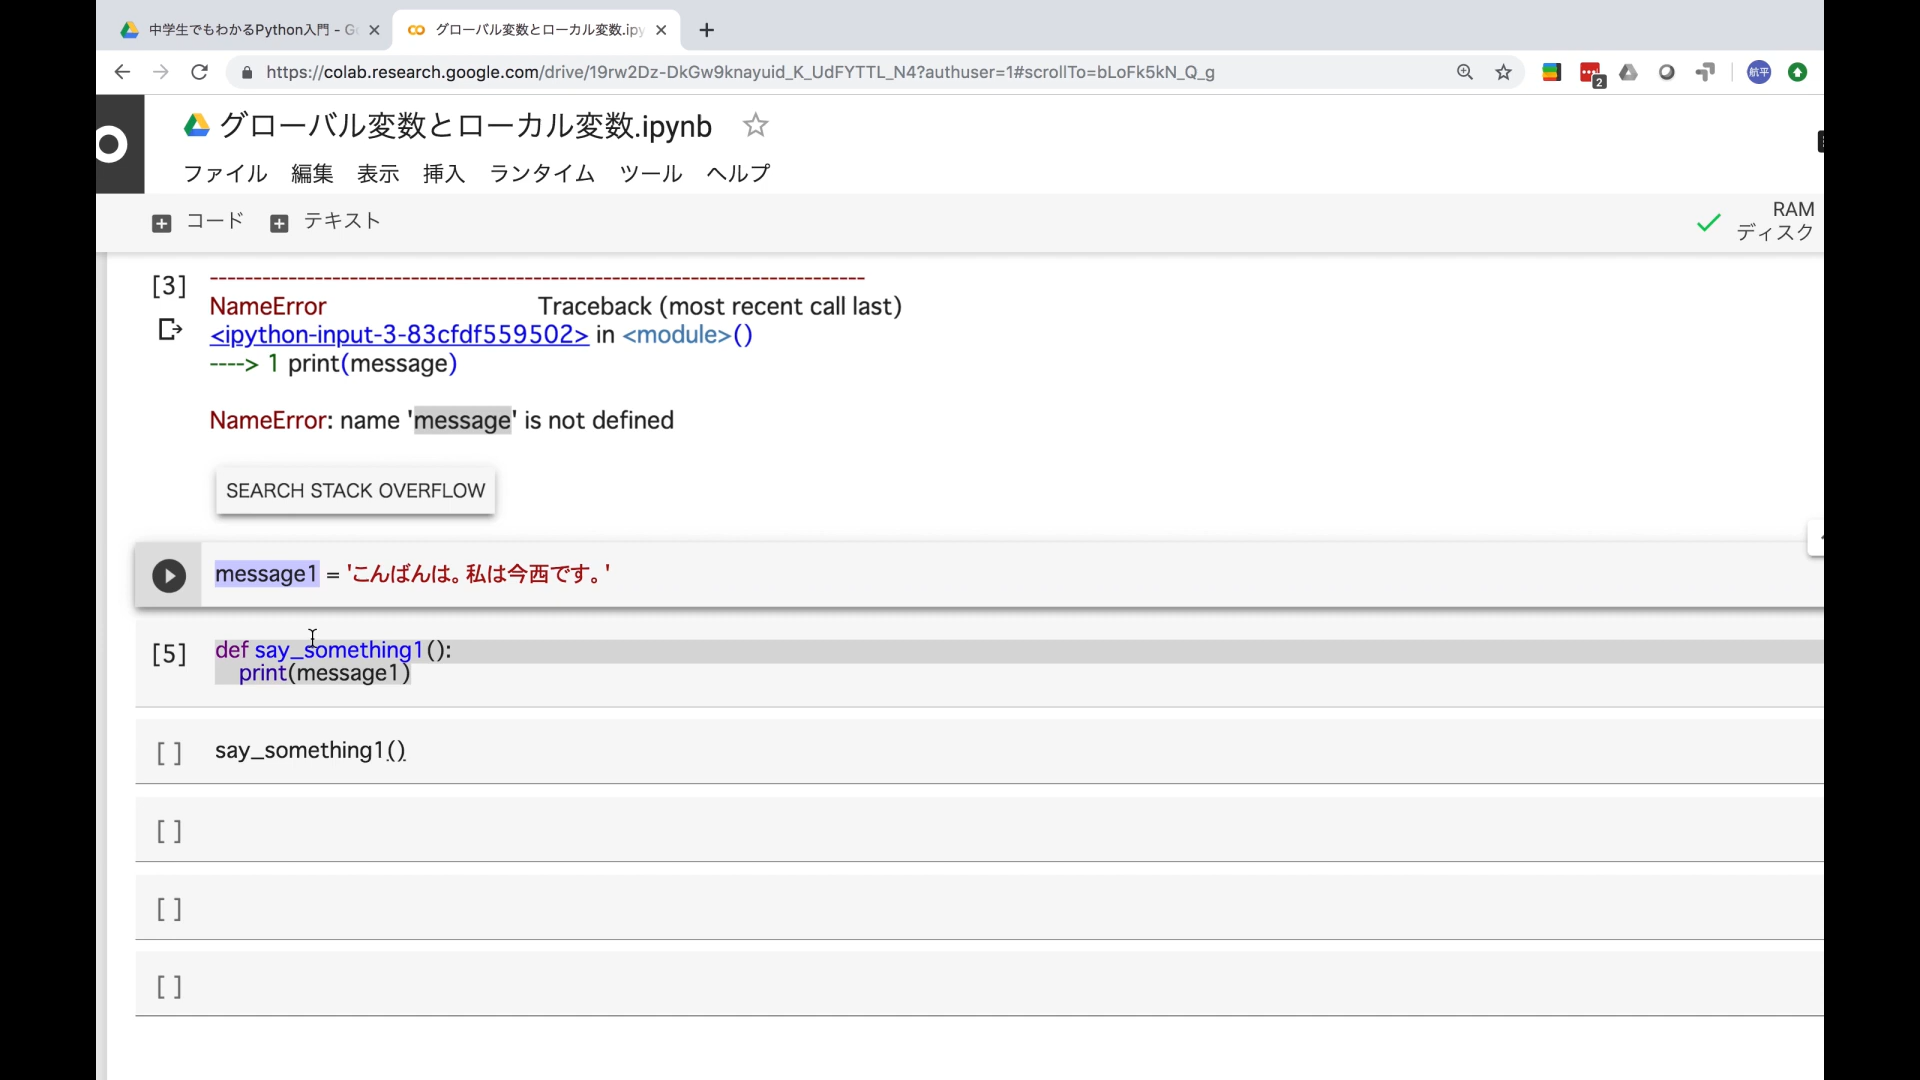 中学生でもわかるPython入門 - G
グローバル変数とローカル変数.ipy
https://colab.research.google.com/drive/19rw2Dz-DkGw9knayuid_K_UdFYTTL_N4?authuser=1#scrollTo=bLoFk5kN_Q_g
2
航平
グローバル変数とローカル変数.ipynb
ファイル 編集 表示 挿入 ランタイム ツール ヘルプ
コード テキスト
RAM
ディスク
[3] ---------------------------------------------------------------------------
NameError Traceback (most recent call last)
<ipython-input-3-83cfdf559502> in <module>()
----> 1 print(message)
NameError: name 'message' is not defined
SEARCH STACK OVERFLOW
message1 = 'こんばんは。私は今西です。'
[5] def say_something1():
print(message1)
[ ] say_something1()
[ ]
[ ]
[ ]